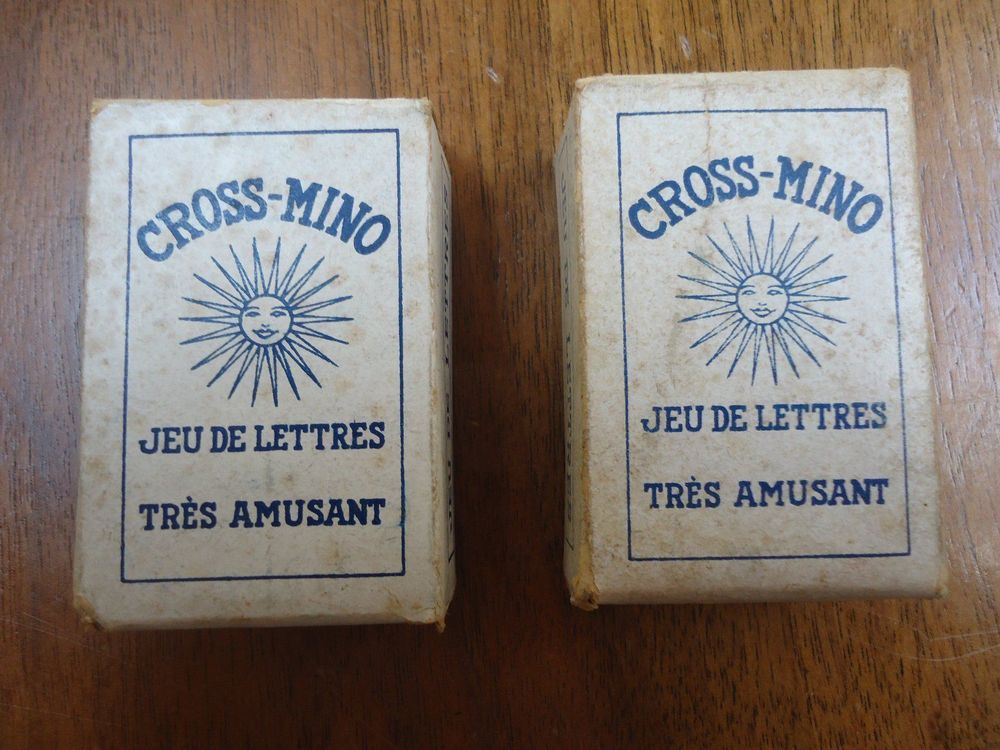 CROSS-MINO
JEU DE LETTRES
TRÈS AMUSANT
CROSS-MINO
JEU DE LETTRES
TRÈS AMUSANT